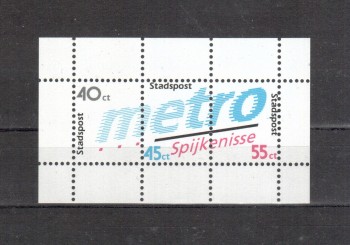 40ct
Stadspost
Stadspost
metro
Stadspost
... Spijkenisse
45ct
55ct